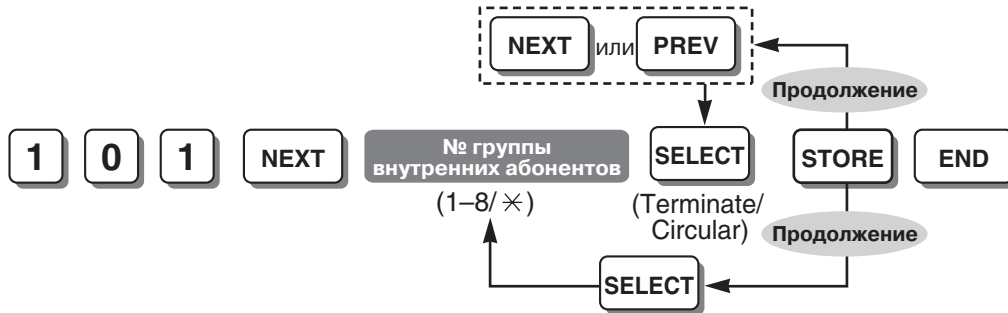 NEXT или PREV
Продолжение
1 0 1 NEXT № группы внутренних абонентов SELECT STORE END
(1–8/ ✳)
(Terminate/
Circular)
Продолжение
SELECT